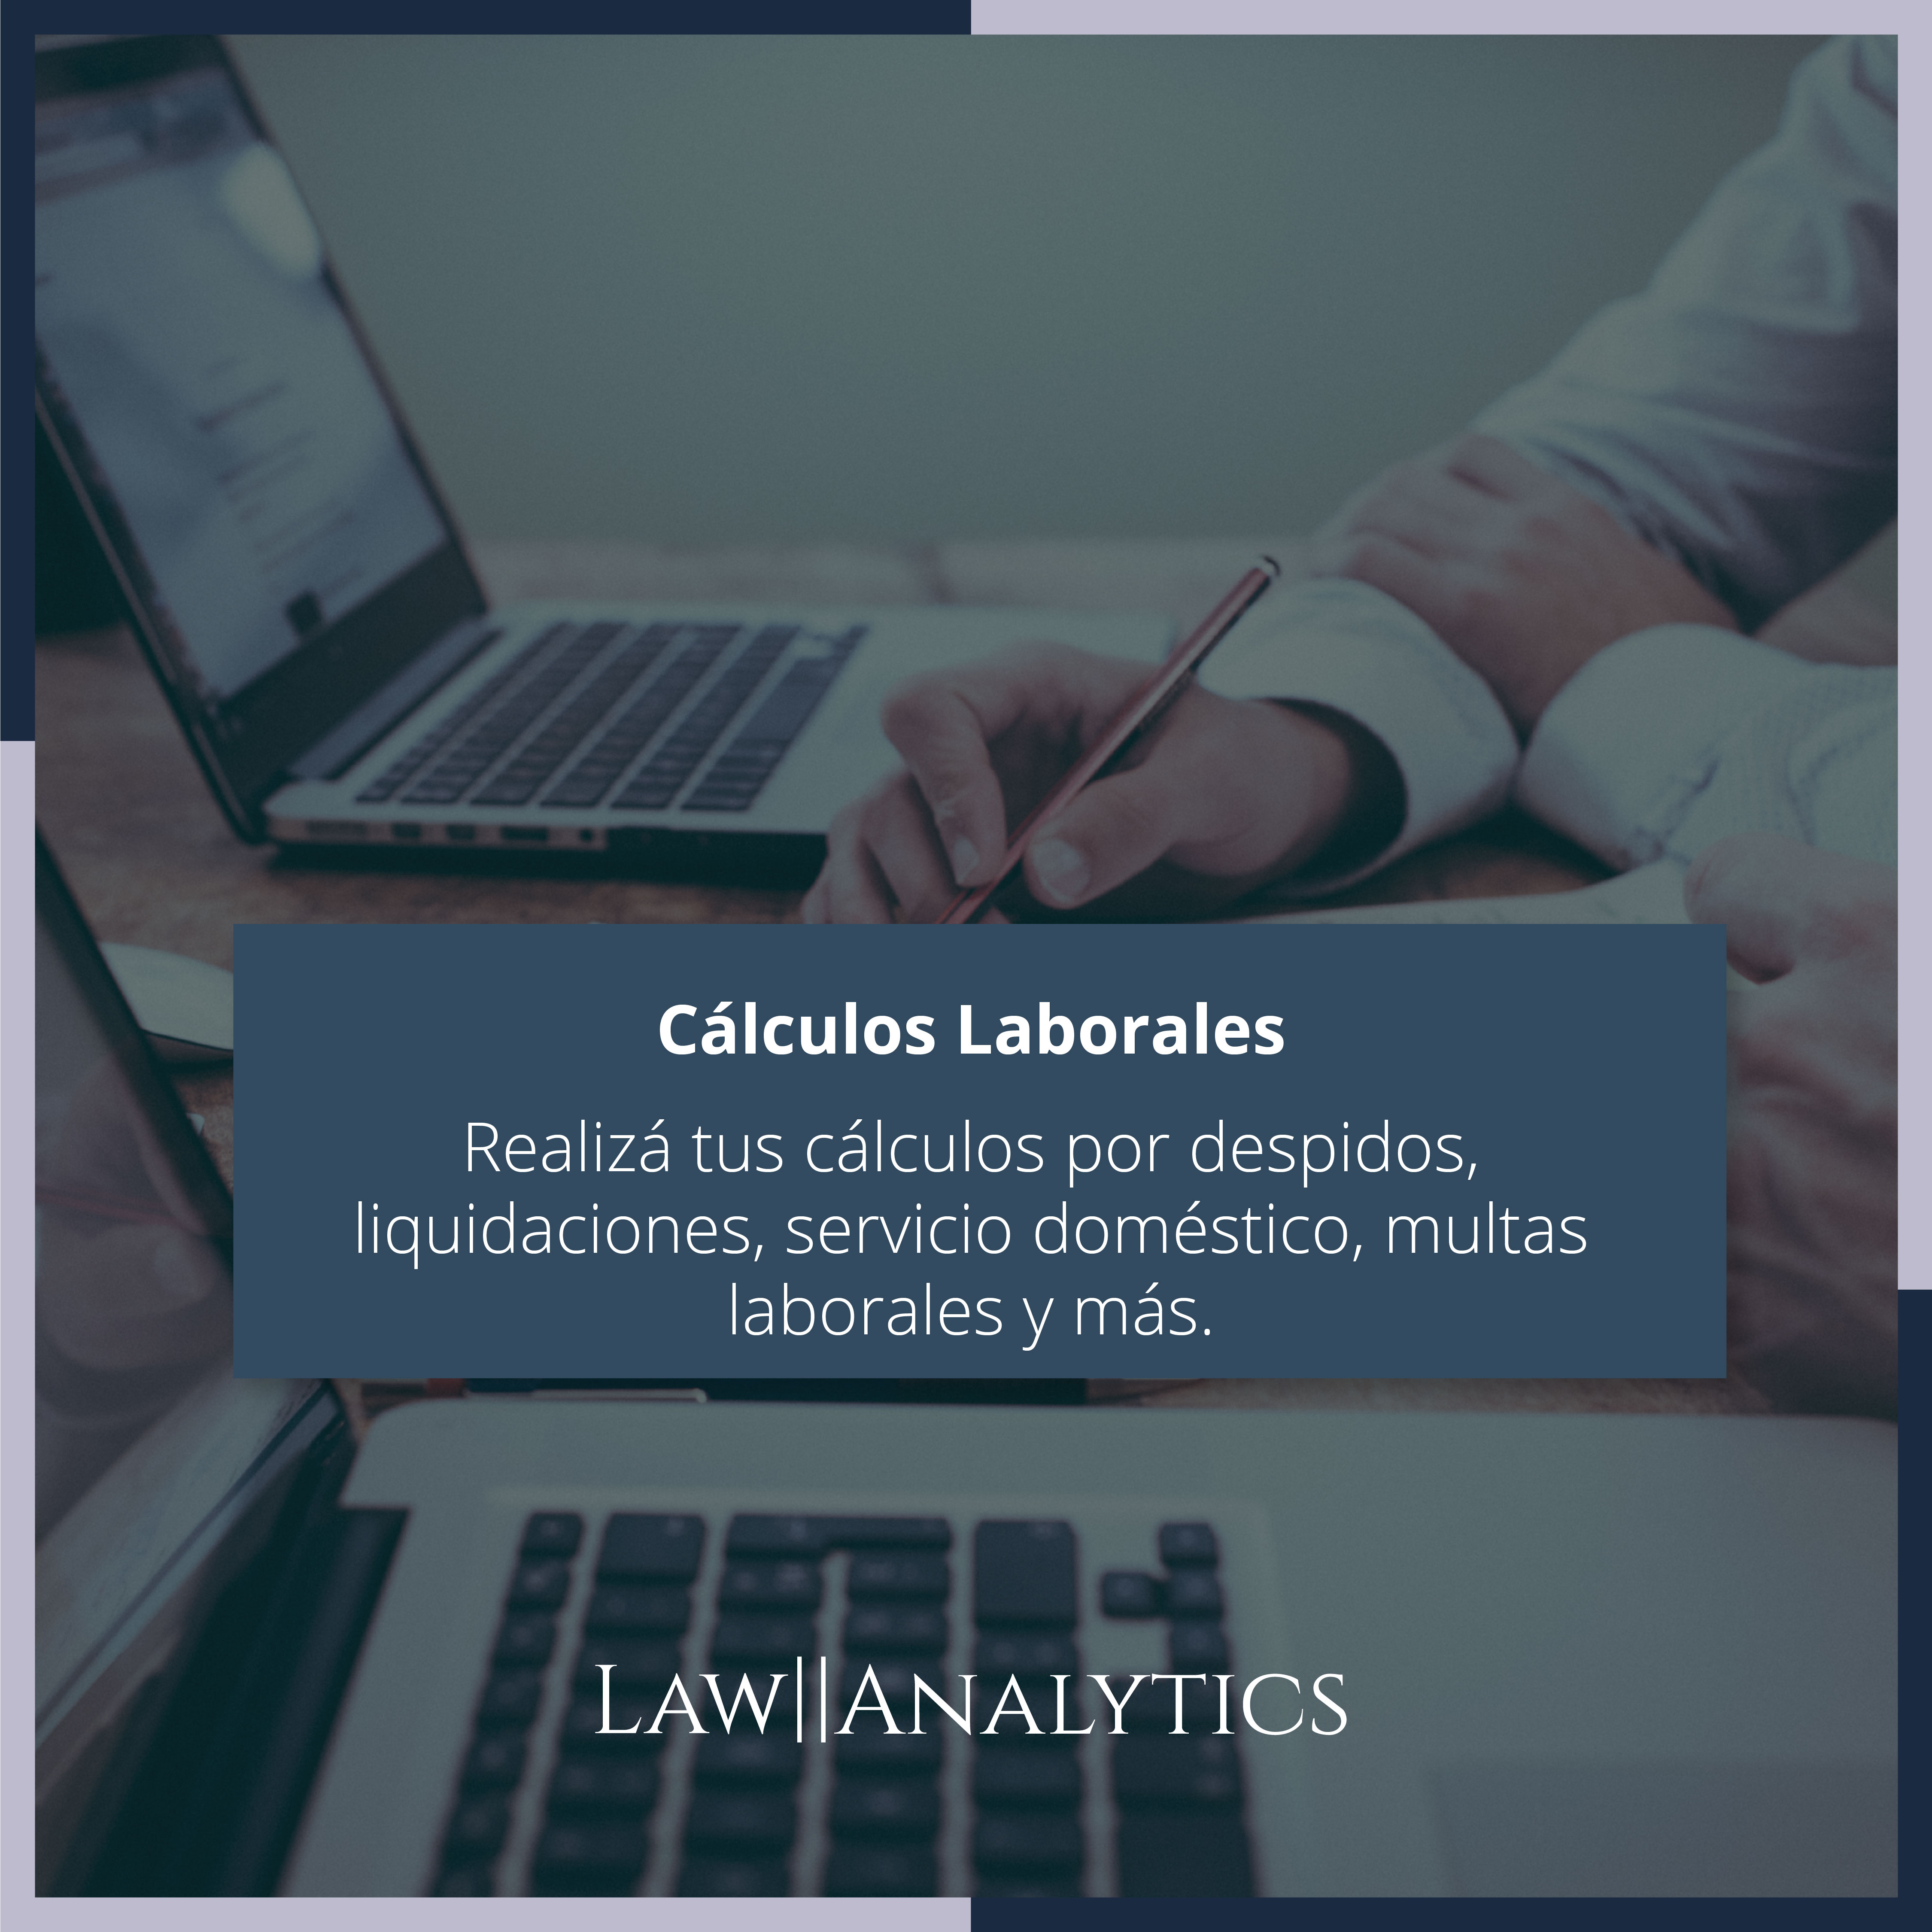 Cálculos Laborales
Realizá tus cálculos por despidos,
liquidaciones, servicio doméstico, multas
laborales y más.
LAW||ANALYTICS